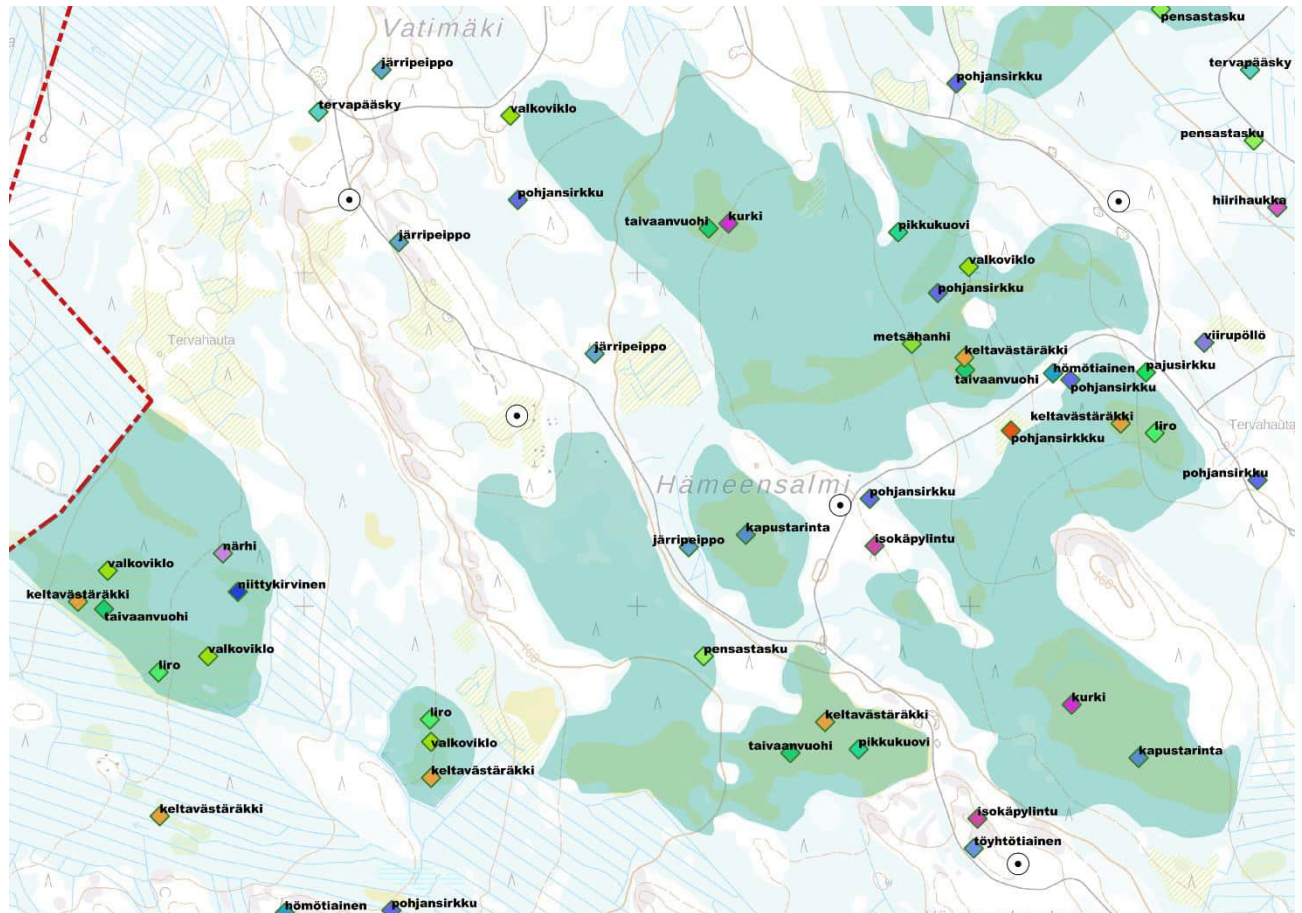 pensastasku
Vatimäki
a
järripeippo
tervapääsky
pohjansirkku
tervapääsky
valkoviklo
pensastasku
pohjansirkku
hiirihaukka
kurki
taivaanvuohi
pikkukuovi
järripeippo
valkoviklo
pohjansirkku
Tervahauta
metsähanhi
viirupöllö
järripeippo
keltavästäräkki
hömötiainen
pajusirkku
taivaanvuohi
pohjansirkku
keltavästäräkki
liro
Tervahauta
pohjansirkkku
pohjansirkku
Hämeensalmi
pohjansirkku
kapustarinta
isokäpylintu
järripeippo
närhi
valkoviklo
niittykirvinen
keltavästäräkki
taivaanvuohi
168
valkoviklo
liro
168
pensastasku
kurki
liro
keltavästäräkki
valkoviklo
taivaanvuohi
pikkukuovi
kapustarinta
keltavästäräkki
keltavästäräkki
isokäpylintu
töyhtötiainen
hömötiainen
pohjansirkku